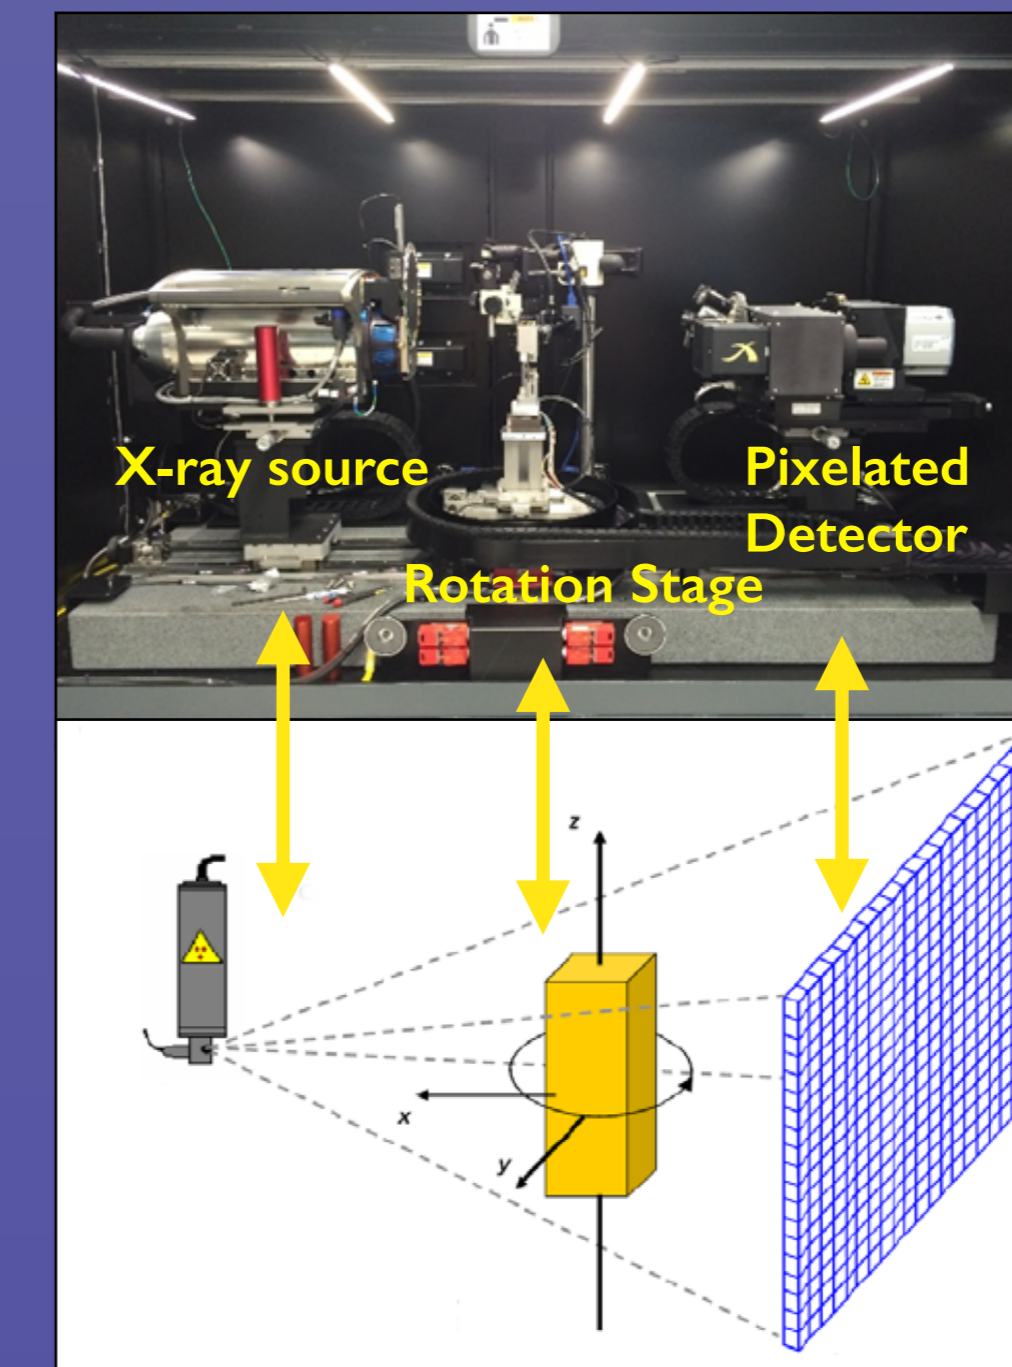 X-ray source
Pixelated
Detector
Rotation Stage
z
x
y